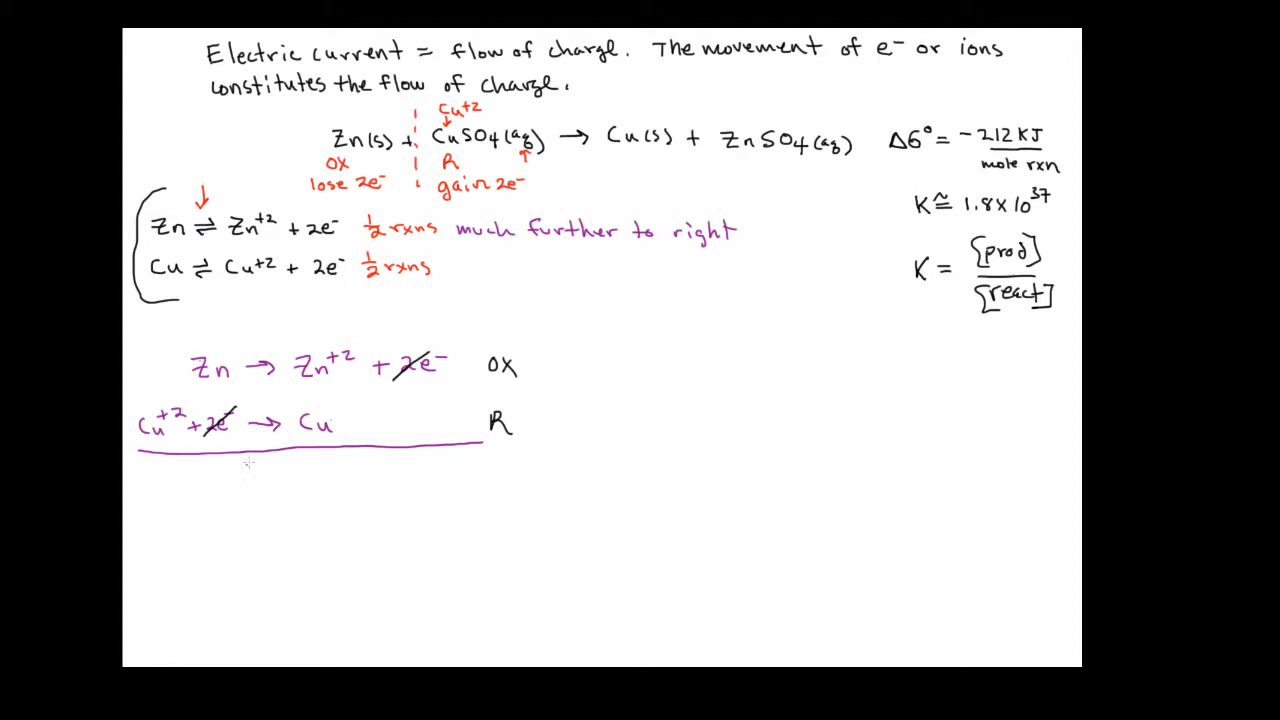 Electric current = flow of charge. The movement of e⁻ or ions
constitutes the flow of charge.
Cu+2
Zn(s) + CuSO4(aq) → Cu(s) + ZnSO4(aq) ΔG° = -212 KJ
mole rxn
OX R
lose 2e⁻ gain 2e⁻
K ≅ 1.8 x 10^37
Zn ⇌ Zn+2 + 2e⁻ 1/2 rxns much further to right
Cu ⇌ Cu+2 + 2e⁻ 1/2 rxns
K = [prod]
[react]
Zn → Zn+2 + 2e⁻ OX
Cu+2 + 2e⁻ → Cu R